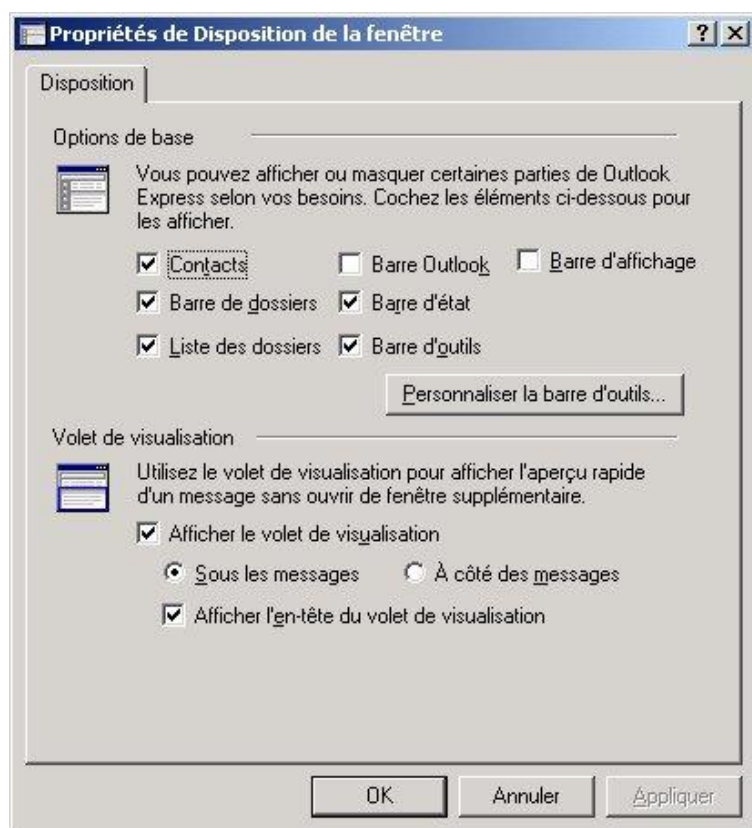 Propriétés de Disposition de la fenêtre
Disposition
Options de base
Vous pouvez afficher ou masquer certaines parties de Outlook
Express selon vos besoins. Cochez les éléments ci-dessous pour
les afficher.
Contacts Barre Outlook Barre d'affichage
Barre de dossiers Barre d'état
Liste des dossiers Barre d'outils
Personnaliser la barre d'outils...
Volet de visualisation
Utilisez le volet de visualisation pour afficher l'aperçu rapide
d'un message sans ouvrir de fenêtre supplémentaire.
Afficher le volet de visualisation
Sous les messages À côté des messages
Afficher l'en-tête du volet de visualisation
OK Annuler Appliquer